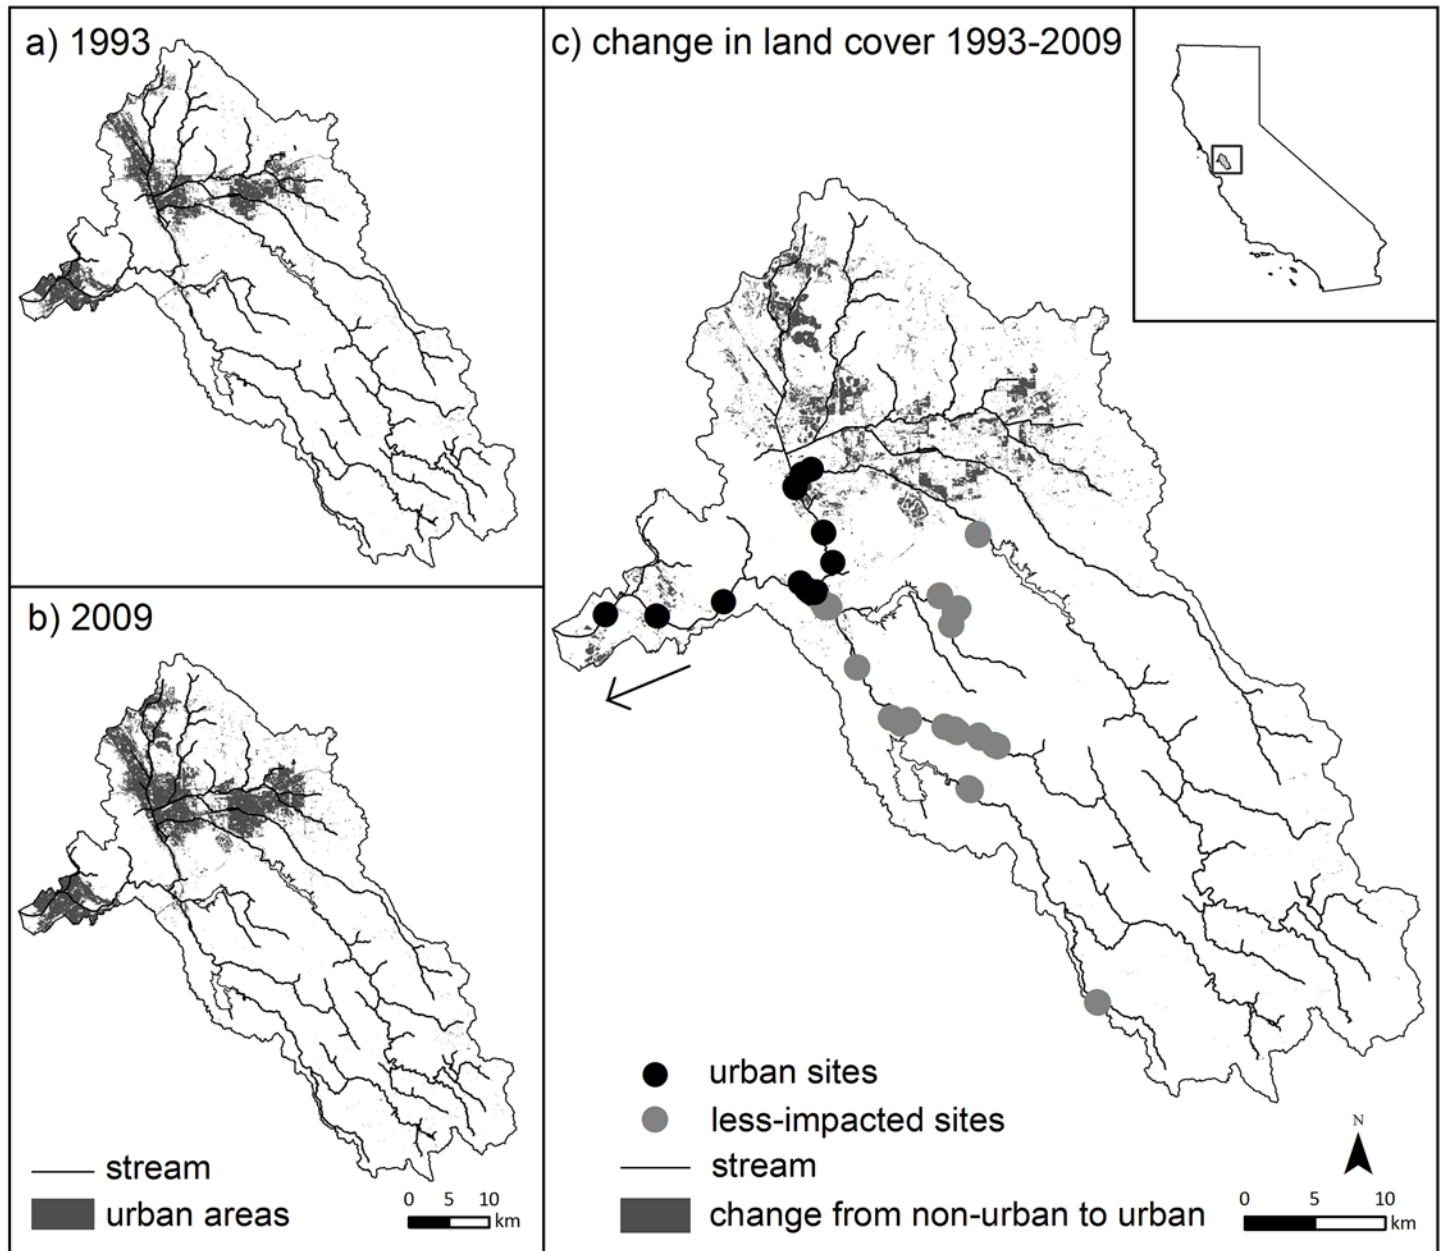 a) 1993
c) change in land cover 1993-2009
b) 2009
stream
urban areas
0 5 10
km
urban sites
less-impacted sites
stream
change from non-urban to urban
N
0 5 10
km